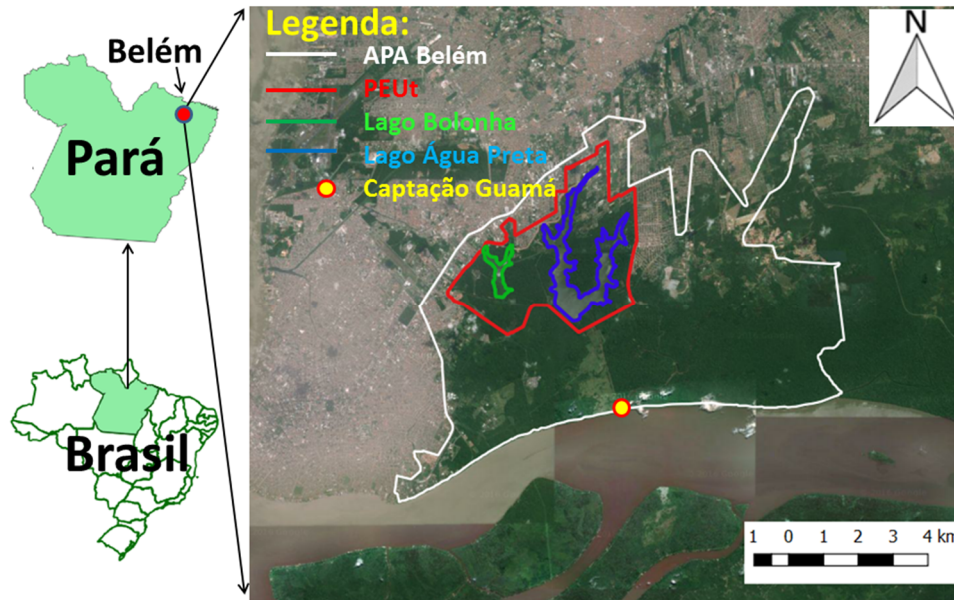 Belém
Pará
Brasil
Legenda:
APA Belém
PEUt
Lago Bolonha
Lago Água Preta
Captação Guamá
N
1 0 1 2 3 4 km